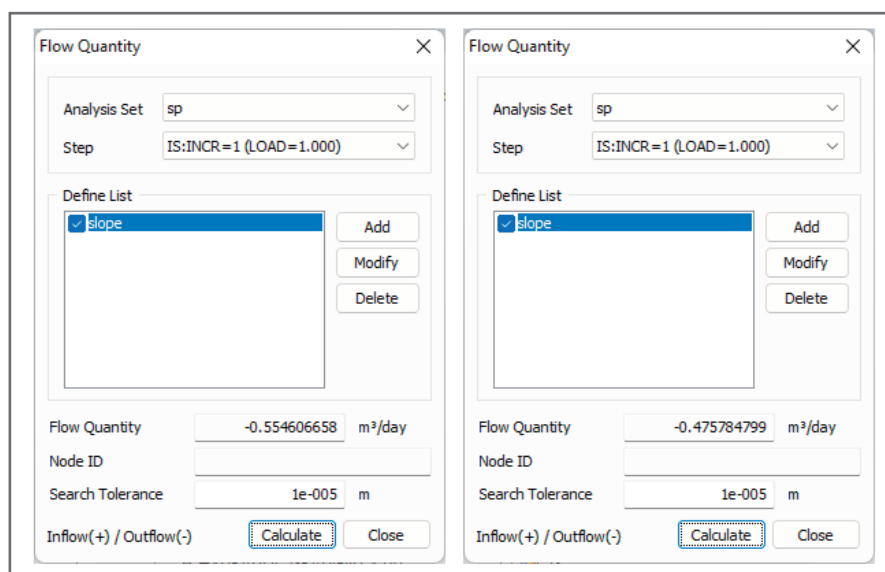 Flow Quantity
Analysis Set sp
Step IS:INCR=1 (LOAD=1.000)
Define List
slope
Add
Modify
Delete
Flow Quantity -0.554606658 m³/day
Node ID
Search Tolerance 1e-005 m
Inflow(+) / Outflow(-) Calculate Close
Flow Quantity
Analysis Set sp
Step IS:INCR=1 (LOAD=1.000)
Define List
slope
Add
Modify
Delete
Flow Quantity -0.475784799 m³/day
Node ID
Search Tolerance 1e-005 m
Inflow(+) / Outflow(-) Calculate Close